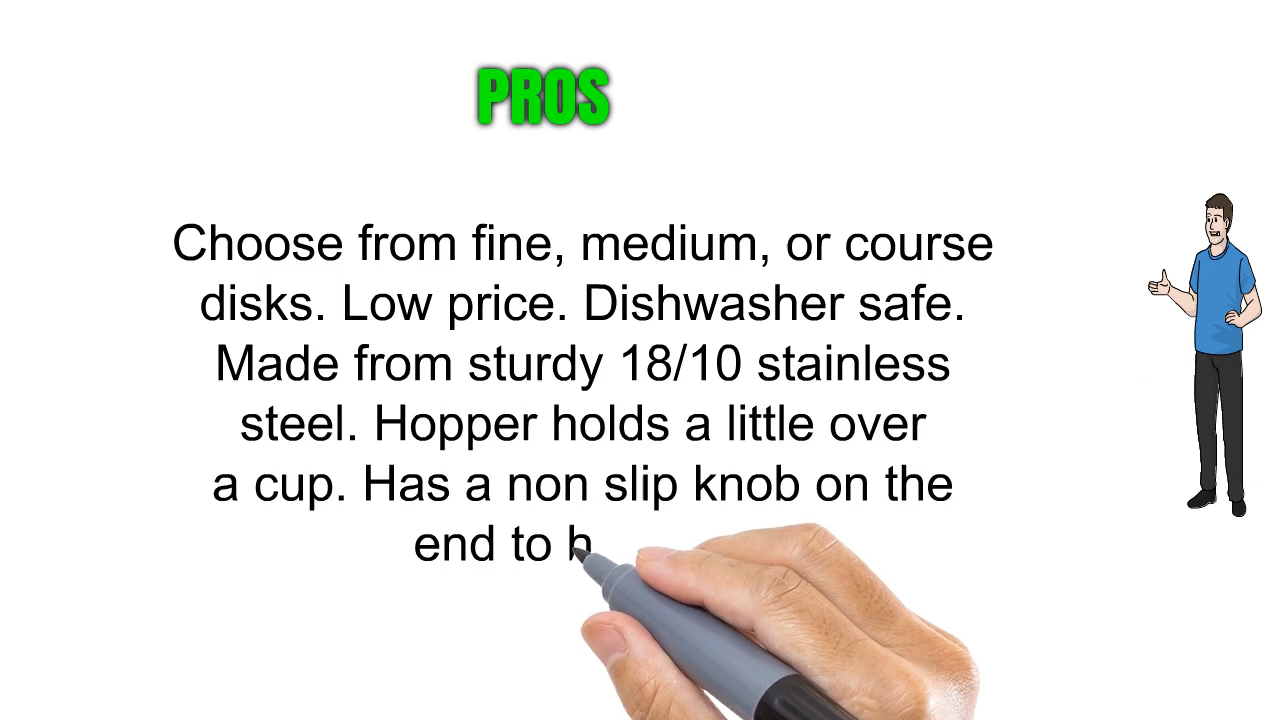 PROS
Choose from fine, medium, or course
disks. Low price. Dishwasher safe.
Made from sturdy 18/10 stainless
steel. Hopper holds a little over
a cup. Has a non slip knob on the
end to h